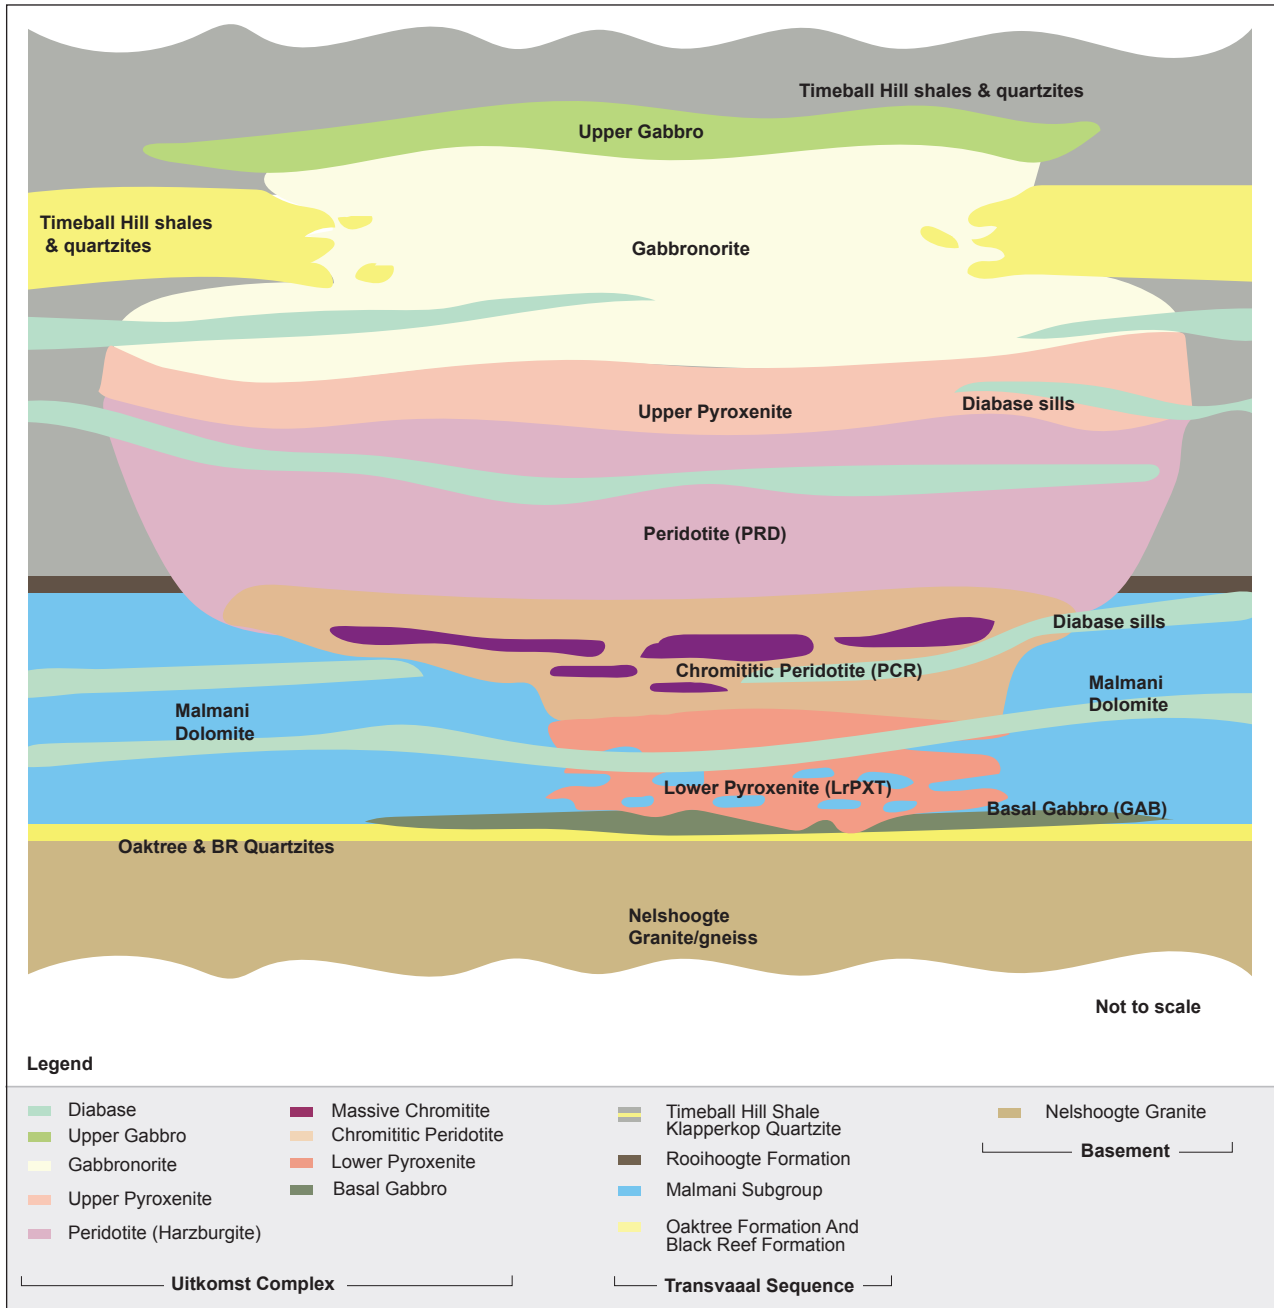 Timeball Hill shales & quartzites
Upper Gabbro
Timeball Hill shales
& quartzites
Gabbronorite
Upper Pyroxenite
Diabase sills
Peridotite (PRD)
Diabase sills
Chromititic Peridotite (PCR)
Malmani
Dolomite
Malmani
Dolomite
Lower Pyroxenite (LrPXT)
Basal Gabbro (GAB)
Oaktree & BR Quartzites
Nelshoogte
Granite/gneiss
Not to scale
Legend
Diabase
Upper Gabbro
Gabbronorite
Upper Pyroxenite
Peridotite (Harzburgite)
Massive Chromitite
Chromititic Peridotite
Lower Pyroxenite
Basal Gabbro
Uitkomst Complex
Timeball Hill Shale
Klapperkop Quartzite
Rooihoogte Formation
Malmani Subgroup
Oaktree Formation And
Black Reef Formation
Transvaaal Sequence
Nelshoogte Granite
Basement